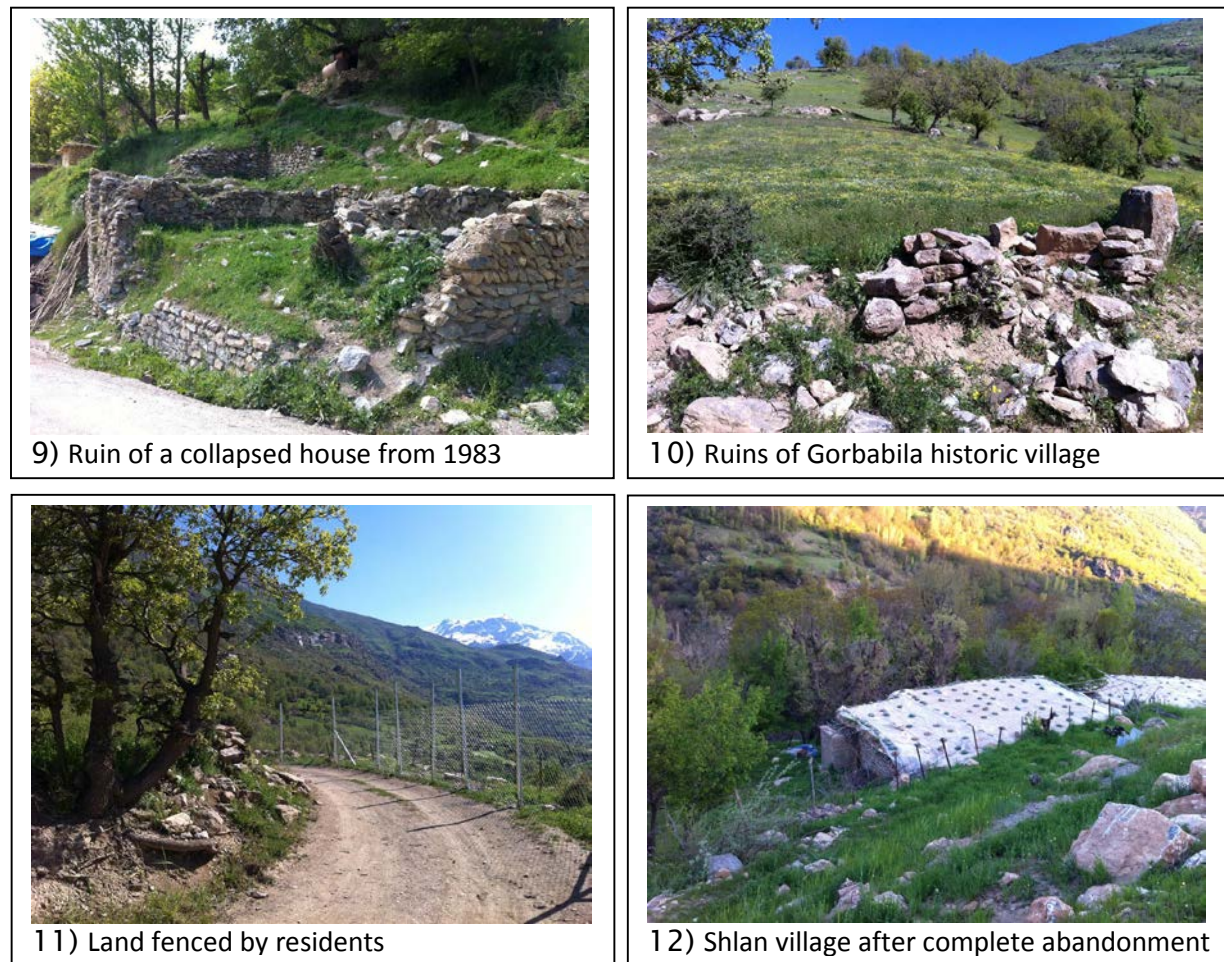 9) Ruin of a collapsed house from 1983
10) Ruins of Gorbabila historic village
11) Land fenced by residents
12) Shlan village after complete abandonment